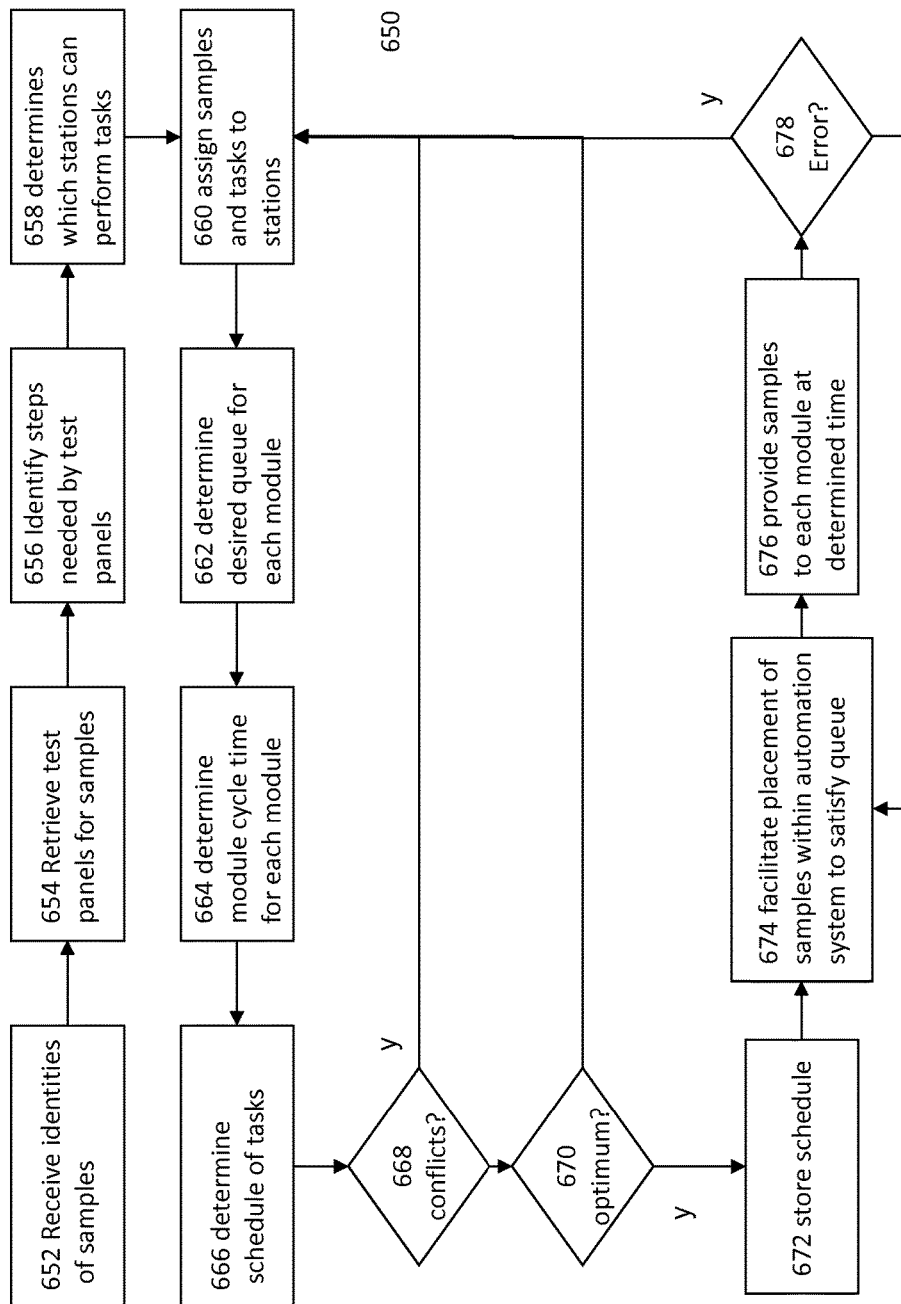 652 Receive identities
of samples
654 Retrieve test
panels for samples
656 Identify steps
needed by test
panels
658 determines
which stations can
perform tasks
666 determine
schedule of tasks
664 determine
module cycle time
for each module
662 determine
desired queue for
each module
660 assign samples
and tasks to
stations
668
conflicts?
y
650
670
optimum?
y
672 store schedule
674 facilitate placement of
samples within automation
system to satisfy queue
676 provide samples
to each module at
determined time
678
Error?
y